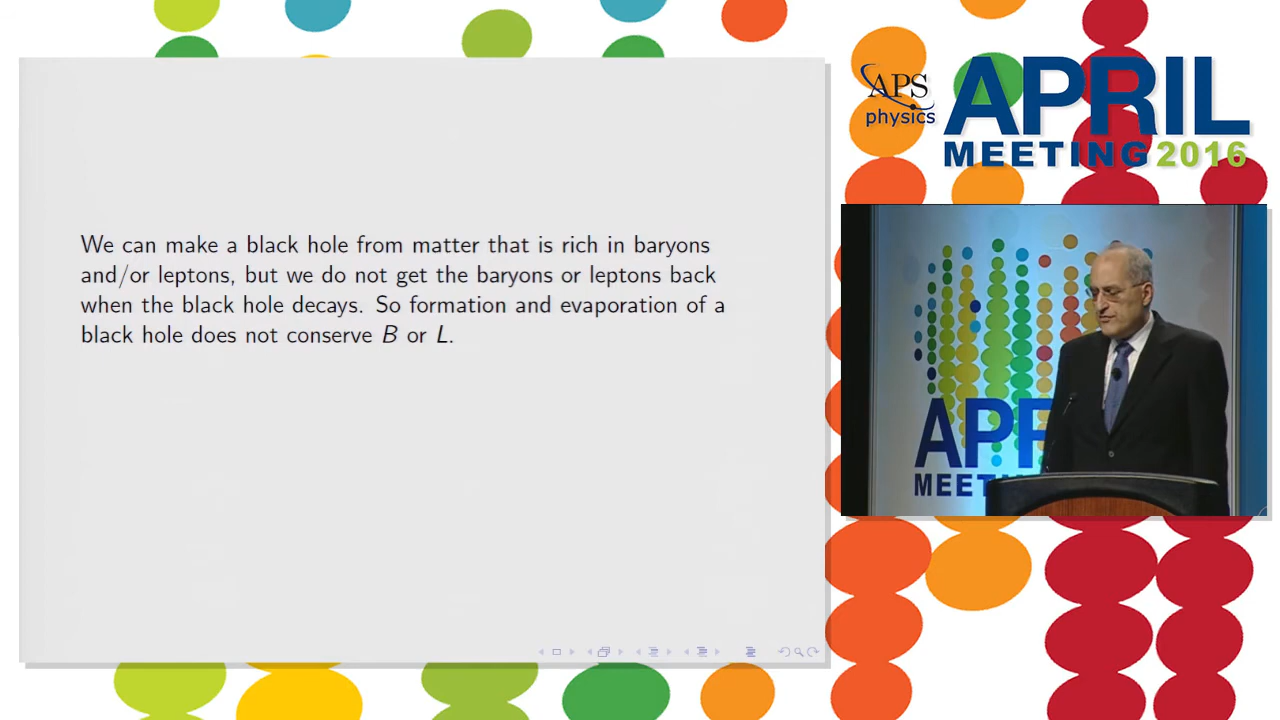 We can make a black hole from matter that is rich in baryons
and/or leptons, but we do not get the baryons or leptons back
when the black hole decays. So formation and evaporation of a
black hole does not conserve B or L.
APS
physics
APRIL
MEETING 2016
APR
MEET